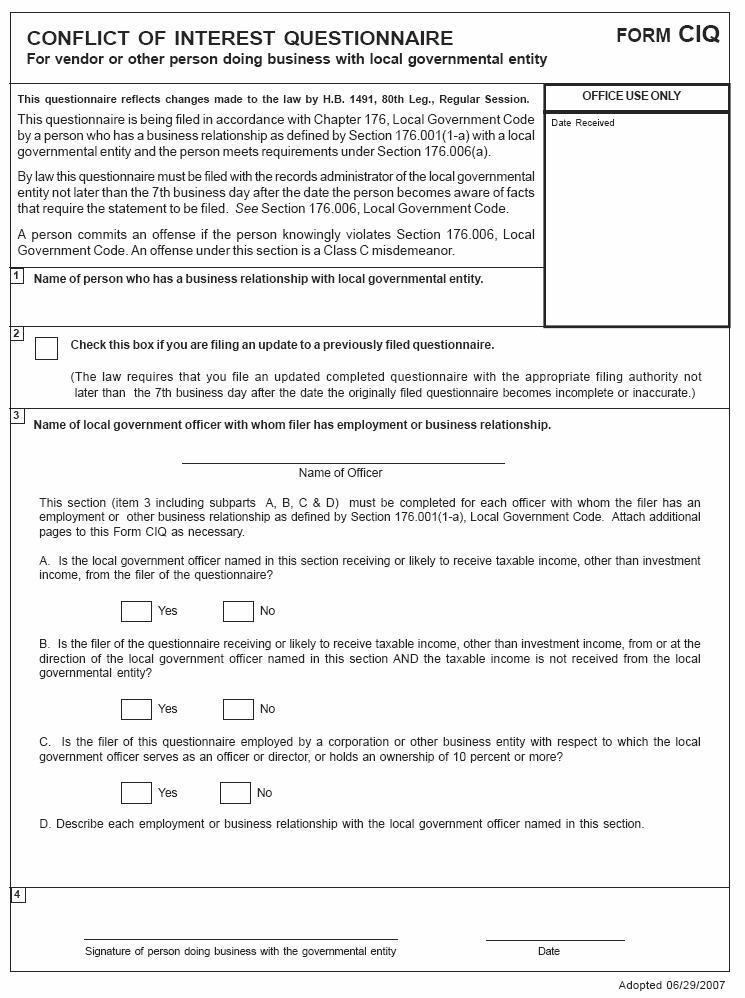 CONFLICT OF INTEREST QUESTIONNAIRE
FORM CIQ
For vendor or other person doing business with local governmental entity
This questionnaire reflects changes made to the law by H.B. 1491, 80th Leg., Regular Session.
OFFICE USE ONLY
This questionnaire is being filed in accordance with Chapter 176, Local Government Code
by a person who has a business relationship as defined by Section 176.001(1-a) with a local
governmental entity and the person meets requirements under Section 176.006(a).
Date Received
By law this questionnaire must be filed with the records administrator of the local governmental
entity not later than the 7th business day after the date the person becomes aware of facts
that require the statement to be filed. See Section 176.006, Local Government Code.
A person commits an offense if the person knowingly violates Section 176.006, Local
Government Code. An offense under this section is a Class C misdemeanor.
1 Name of person who has a business relationship with local governmental entity.
2
Check this box if you are filing an update to a previously filed questionnaire.
(The law requires that you file an updated completed questionnaire with the appropriate filing authority not
later than the 7th business day after the date the originally filed questionnaire becomes incomplete or inaccurate.)
3
Name of local government officer with whom filer has employment or business relationship.
Name of Officer
This section (item 3 including subparts A, B, C & D) must be completed for each officer with whom the filer has an
employment or other business relationship as defined by Section 176.001(1-a), Local Government Code. Attach additional
pages to this Form CIQ as necessary.
A. Is the local government officer named in this section receiving or likely to receive taxable income, other than investment
income, from the filer of the questionnaire?
Yes No
B. Is the filer of the questionnaire receiving or likely to receive taxable income, other than investment income, from or at the
direction of the local government officer named in this section AND the taxable income is not received from the local
governmental entity?
Yes No
C. Is the filer of this questionnaire employed by a corporation or other business entity with respect to which the local
government officer serves as an officer or director, or holds an ownership of 10 percent or more?
Yes No
D. Describe each employment or business relationship with the local government officer named in this section.
4
Signature of person doing business with the governmental entity Date
Adopted 06/29/2007